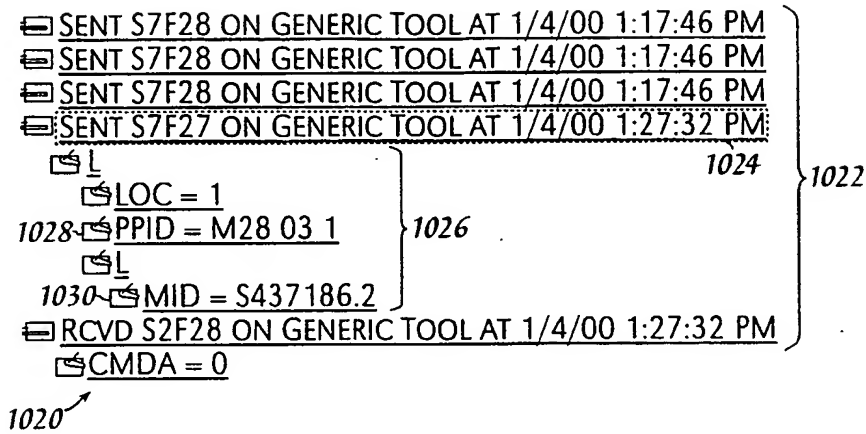 SENT S7F28 ON GENERIC TOOL AT 1/4/00 1:17:46 PM
SENT S7F28 ON GENERIC TOOL AT 1/4/00 1:17:46 PM
SENT S7F28 ON GENERIC TOOL AT 1/4/00 1:17:46 PM
SENT S7F27 ON GENERIC TOOL AT 1/4/00 1:27:32 PM
L 1024 1022
LOC = 1
1028 PPID = M28 03 1 1026
L
1030 MID = S437186.2
RCVD S2F28 ON GENERIC TOOL AT 1/4/00 1:27:32 PM
CMDA = 0
1020